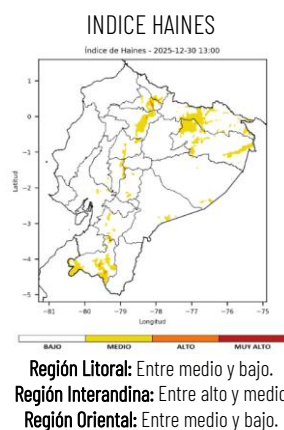 INDICE HAINES
Índice de Haines - 2025-12-30 13:00
1
0
−1
−2
−3
−4
−5
Latitud
−81 −80 −79 −78 −77 −76 −75
Longitud
BAJO MEDIO ALTO MUY ALTO
Región Litoral: Entre medio y bajo.
Región Interandina: Entre alto y medio
Región Oriental: Entre medio y bajo.